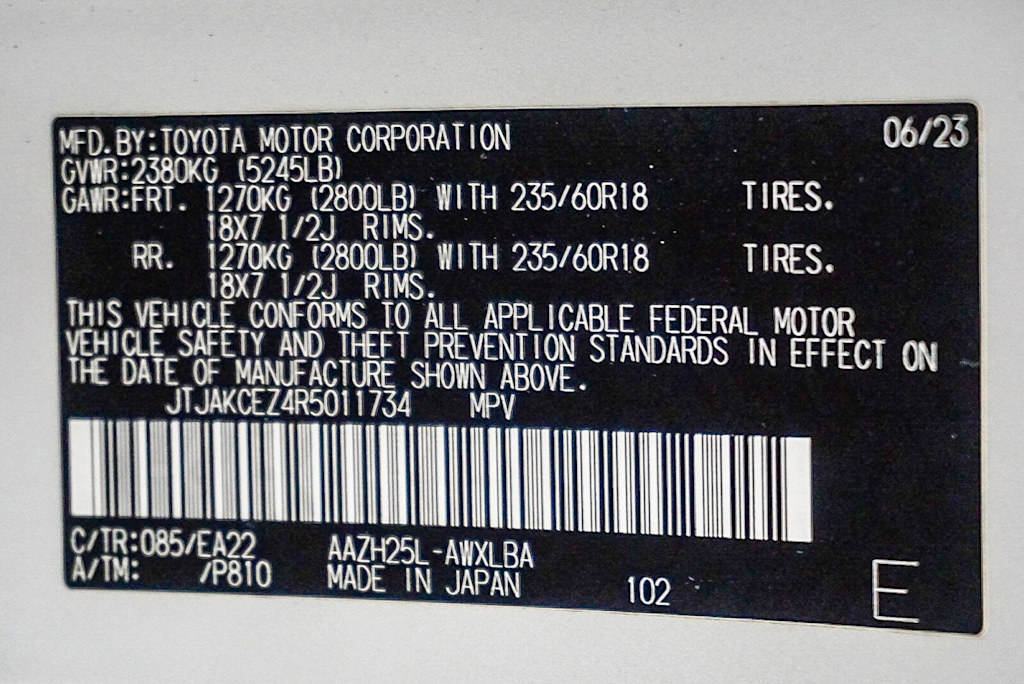 MFD. BY: TOYOTA MOTOR CORPORATION 06/23
GVWR: 2380KG (5245LB)
GAWR: FRT. 1270KG (2800LB) WITH 235/60R18 TIRES.
18X7 1/2J RIMS.
RR. 1270KG (2800LB) WITH 235/60R18 TIRES.
18X7 1/2J RIMS.
THIS VEHICLE CONFORMS TO ALL APPLICABLE FEDERAL MOTOR
VEHICLE SAFETY AND THEFT PREVENTION STANDARDS IN EFFECT ON
THE DATE OF MANUFACTURE SHOWN ABOVE.
JTJAKCEZ4R5011734 MPV
C/TR: 085/EA22 AAZH25L-AWXLBA
A/TM: /P810 MADE IN JAPAN 102 E